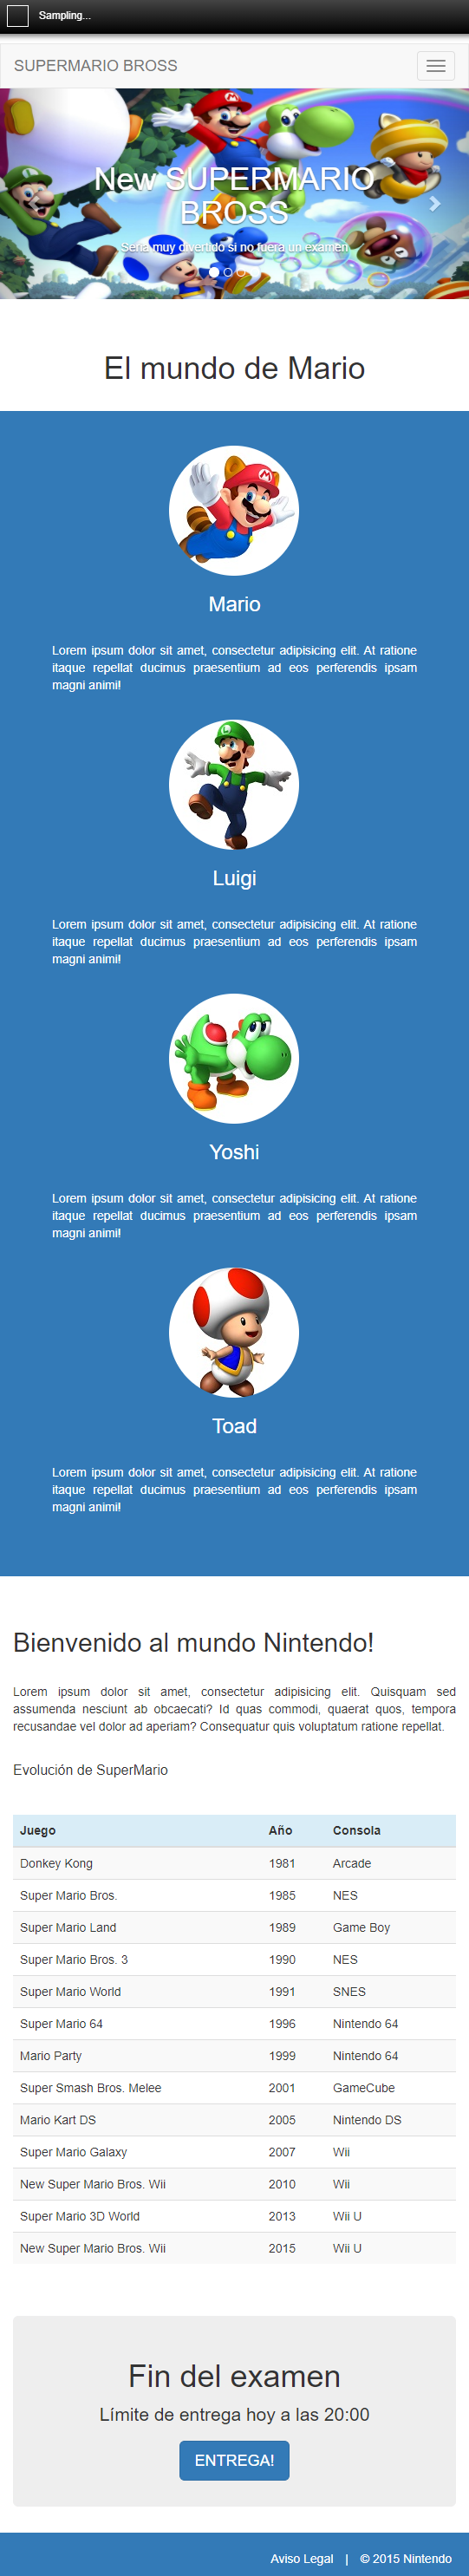 Sampling...
SUPERMARIO BROSS
New SUPERMARIO
BROSS
Sería muy divertido si no fuera un examen
El mundo de Mario
Mario
Lorem ipsum dolor sit amet, consectetur adipisicing elit. At ratione
itaque repellat ducimus praesentium ad eos perferendis ipsam
magni animi!
Luigi
Lorem ipsum dolor sit amet, consectetur adipisicing elit. At ratione
itaque repellat ducimus praesentium ad eos perferendis ipsam
magni animi!
Yoshi
Lorem ipsum dolor sit amet, consectetur adipisicing elit. At ratione
itaque repellat ducimus praesentium ad eos perferendis ipsam
magni animi!
Toad
Lorem ipsum dolor sit amet, consectetur adipisicing elit. At ratione
itaque repellat ducimus praesentium ad eos perferendis ipsam
magni animi!
Bienvenido al mundo Nintendo!
Lorem ipsum dolor sit amet, consectetur adipisicing elit. Quisquam sed
assumenda nesciunt ab obcaecati? Id quas commodi, quaerat quos, tempora
recusandae vel dolor ad aperiam? Consequatur quis voluptatum ratione repellat.
Evolución de SuperMario
Juego Año Consola
Donkey Kong 1981 Arcade
Super Mario Bros. 1985 NES
Super Mario Land 1989 Game Boy
Super Mario Bros. 3 1990 NES
Super Mario World 1991 SNES
Super Mario 64 1996 Nintendo 64
Mario Party 1999 Nintendo 64
Super Smash Bros. Melee 2001 GameCube
Mario Kart DS 2005 Nintendo DS
Super Mario Galaxy 2007 Wii
New Super Mario Bros. Wii 2010 Wii
Super Mario 3D World 2013 Wii U
New Super Mario Bros. Wii 2015 Wii U
Fin del examen
Límite de entrega hoy a las 20:00
ENTREGA!
Aviso Legal | © 2015 Nintendo